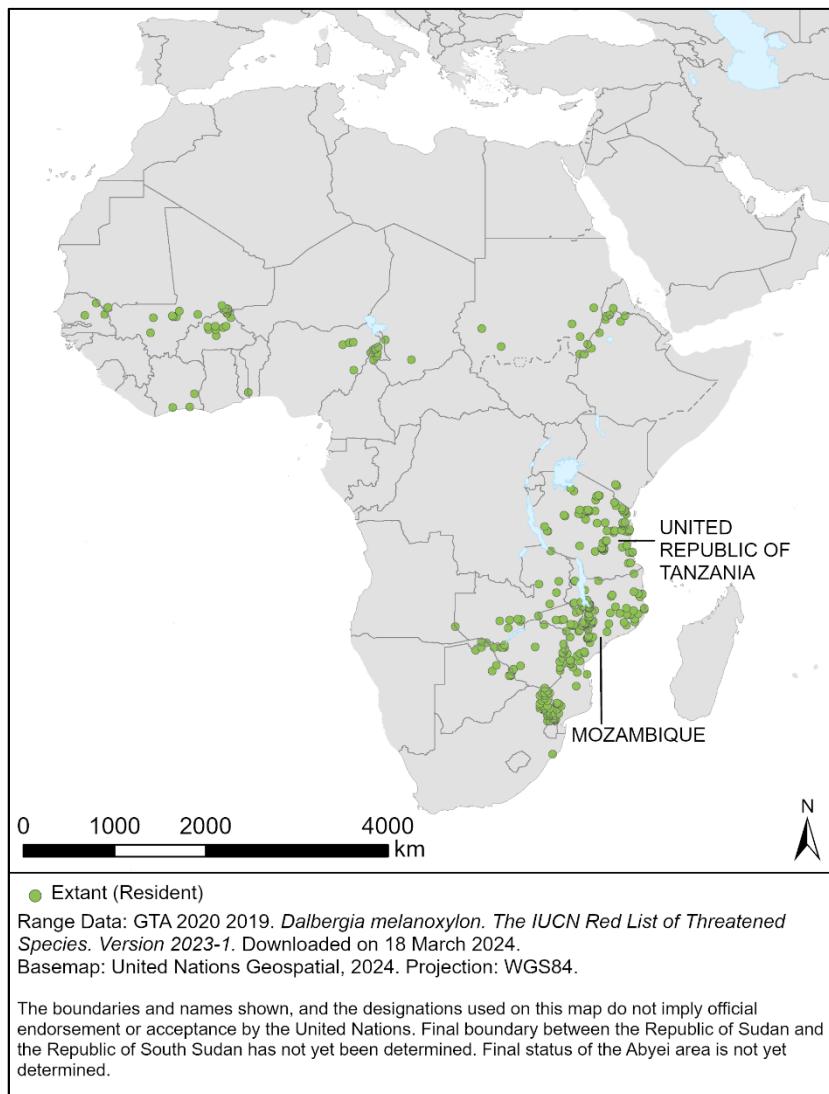 UNITED
REPUBLIC OF
TANZANIA
MOZAMBIQUE
0 1000 2000 4000
km
N
Extant (Resident)
Range Data: GTA 2020 2019. Dalbergia melanoxylon. The IUCN Red List of Threatened
Species. Version 2023-1. Downloaded on 18 March 2024.
Basemap: United Nations Geospatial, 2024. Projection: WGS84.
The boundaries and names shown, and the designations used on this map do not imply official
endorsement or acceptance by the United Nations. Final boundary between the Republic of Sudan and
the Republic of South Sudan has not yet been determined. Final status of the Abyei area is not yet
determined.